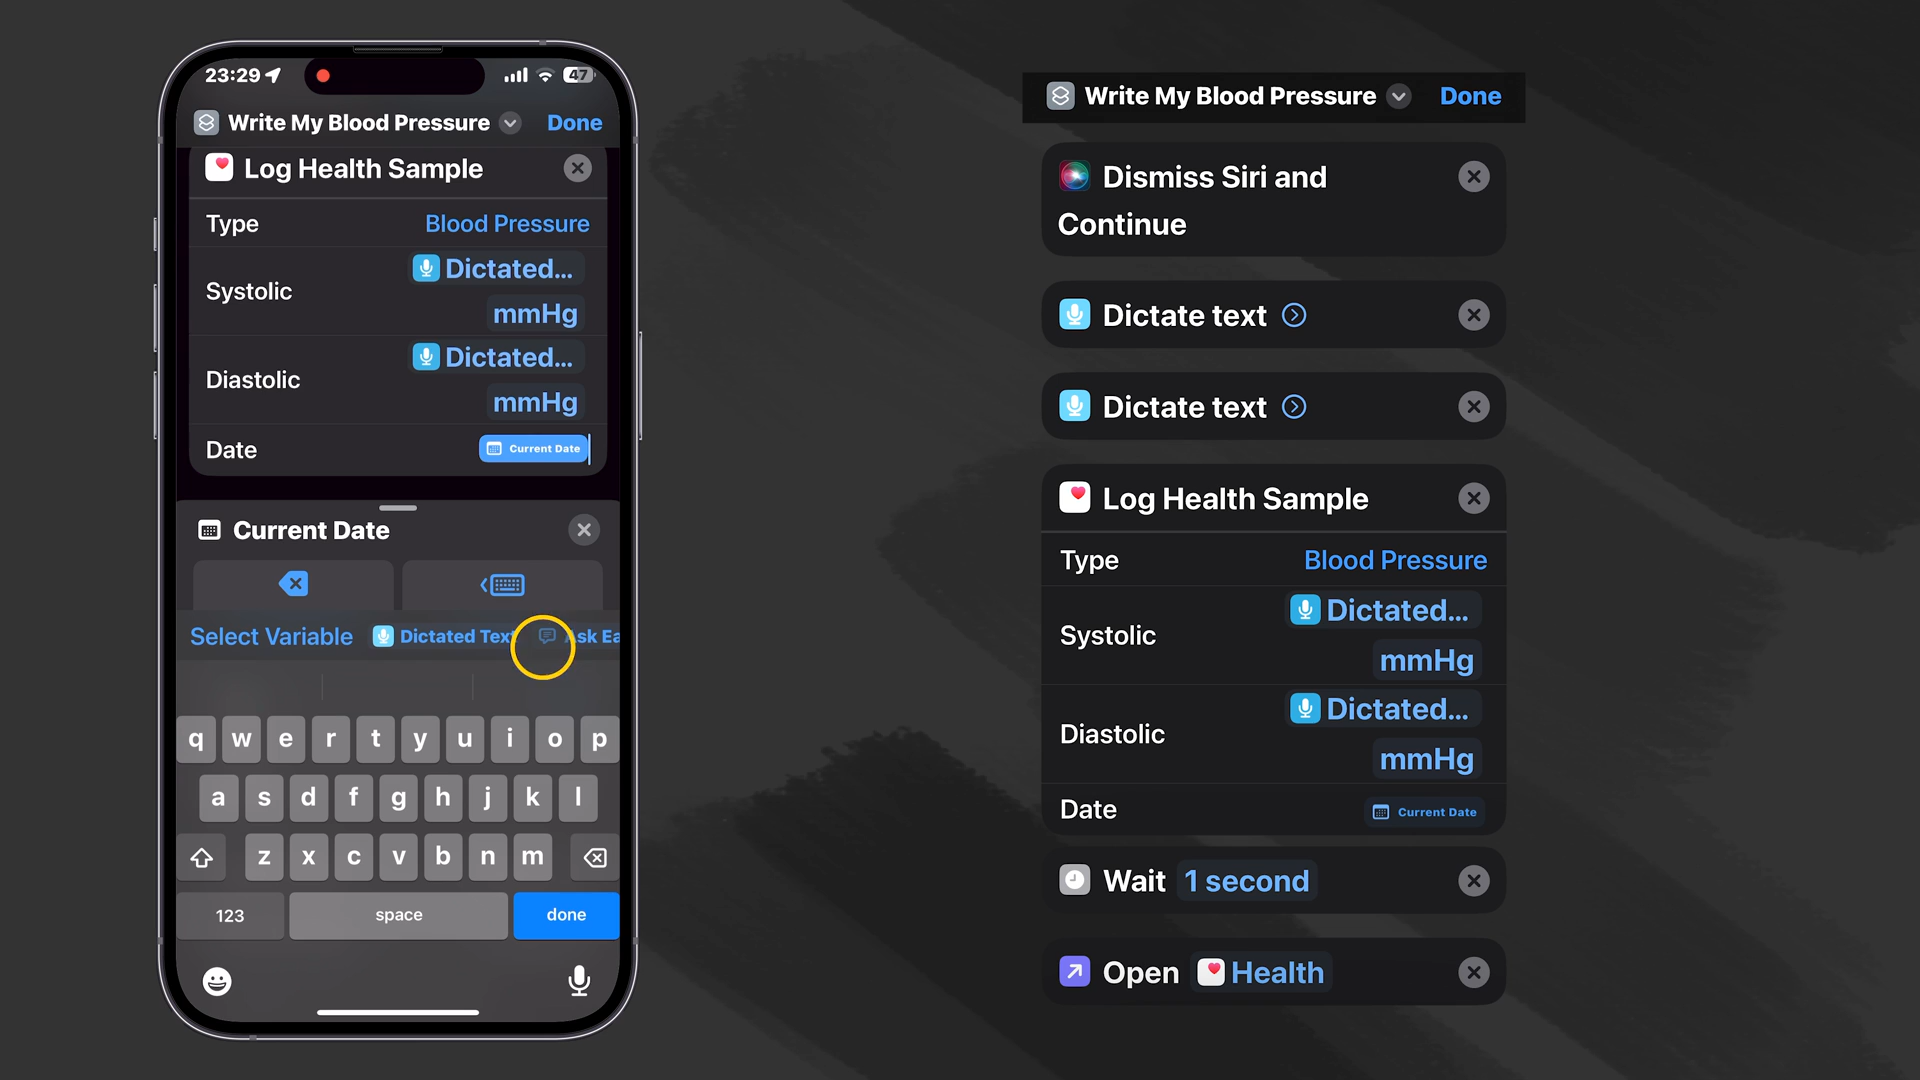 23:29
47
Write My Blood Pressure
Done
Log Health Sample
Type
Blood Pressure
Systolic
Dictated...
mmHg
Diastolic
Dictated...
mmHg
Date
Current Date
Current Date
Select Variable
Dictated Text
Ask Ea
q w e r t y u i o p
a s d f g h j k l
z x c v b n m
123
space
done
Write My Blood Pressure
Done
Dismiss Siri and
Continue
Dictate text
Dictate text
Log Health Sample
Type
Blood Pressure
Systolic
Dictated...
mmHg
Diastolic
Dictated...
mmHg
Date
Current Date
Wait 1 second
Open Health